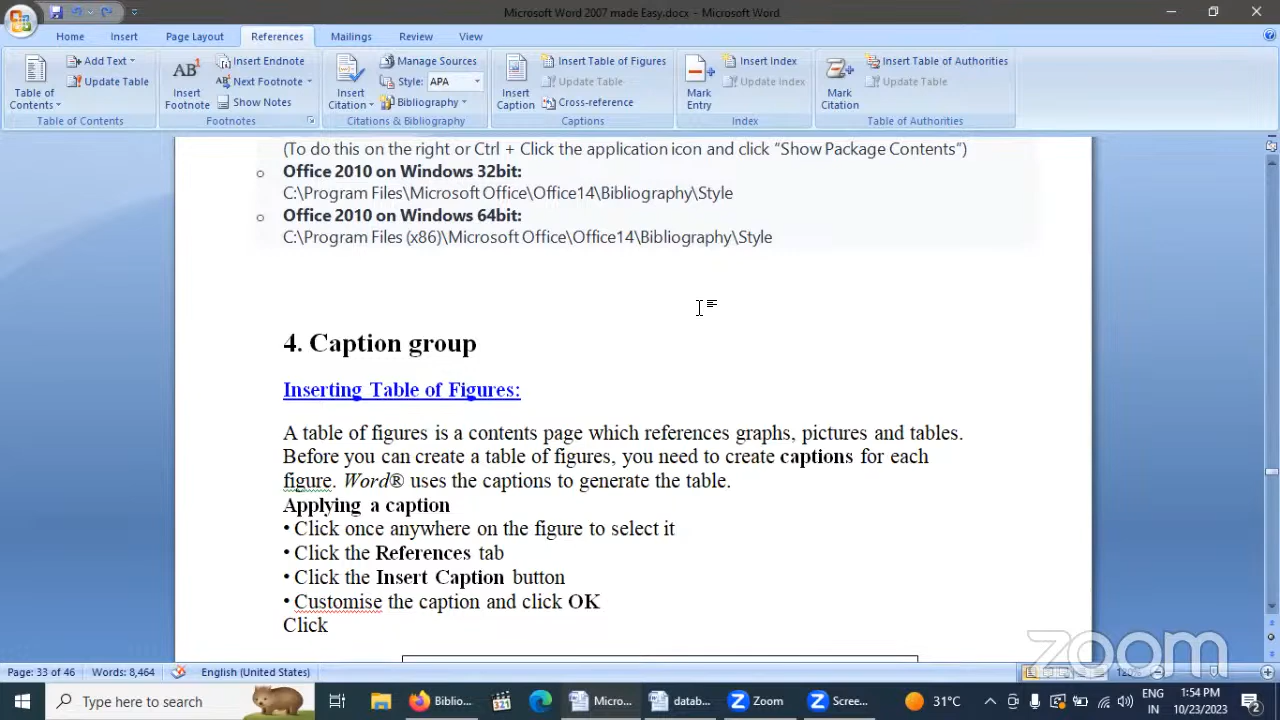 Microsoft Word 2007 made Easy.docx - Microsoft Word
Home Insert Page Layout References Mailings Review View
Table of Contents
Add Text
Update Table
Table of Contents
AB
Insert Footnote
Insert Endnote
Next Footnote
Show Notes
Footnotes
Insert Citation
Manage Sources
Style: APA
Bibliography
Citations & Bibliography
Insert Caption
Insert Table of Figures
Update Table
Cross-reference
Captions
Mark Entry
Insert Index
Update Index
Index
Mark Citation
Insert Table of Authorities
Update Table
Table of Authorities
(To do this on the right or Ctrl + Click the application icon and click “Show Package Contents”)
Office 2010 on Windows 32bit:
C:\Program Files\Microsoft Office\Office14\Bibliography\Style
Office 2010 on Windows 64bit:
C:\Program Files (x86)\Microsoft Office\Office14\Bibliography\Style
4. Caption group
Inserting Table of Figures:
A table of figures is a contents page which references graphs, pictures and tables.
Before you can create a table of figures, you need to create captions for each
figure. Word® uses the captions to generate the table.
Applying a caption
• Click once anywhere on the figure to select it
• Click the References tab
• Click the Insert Caption button
• Customise the caption and click OK
Click
zoom
Page: 33 of 46 Words: 8,464 English (United States)
Type here to search
Biblio...
321
Micro...
datab...
Zoom
Scree...
31°C
ENG
IN
1:54 PM
10/23/2023
2